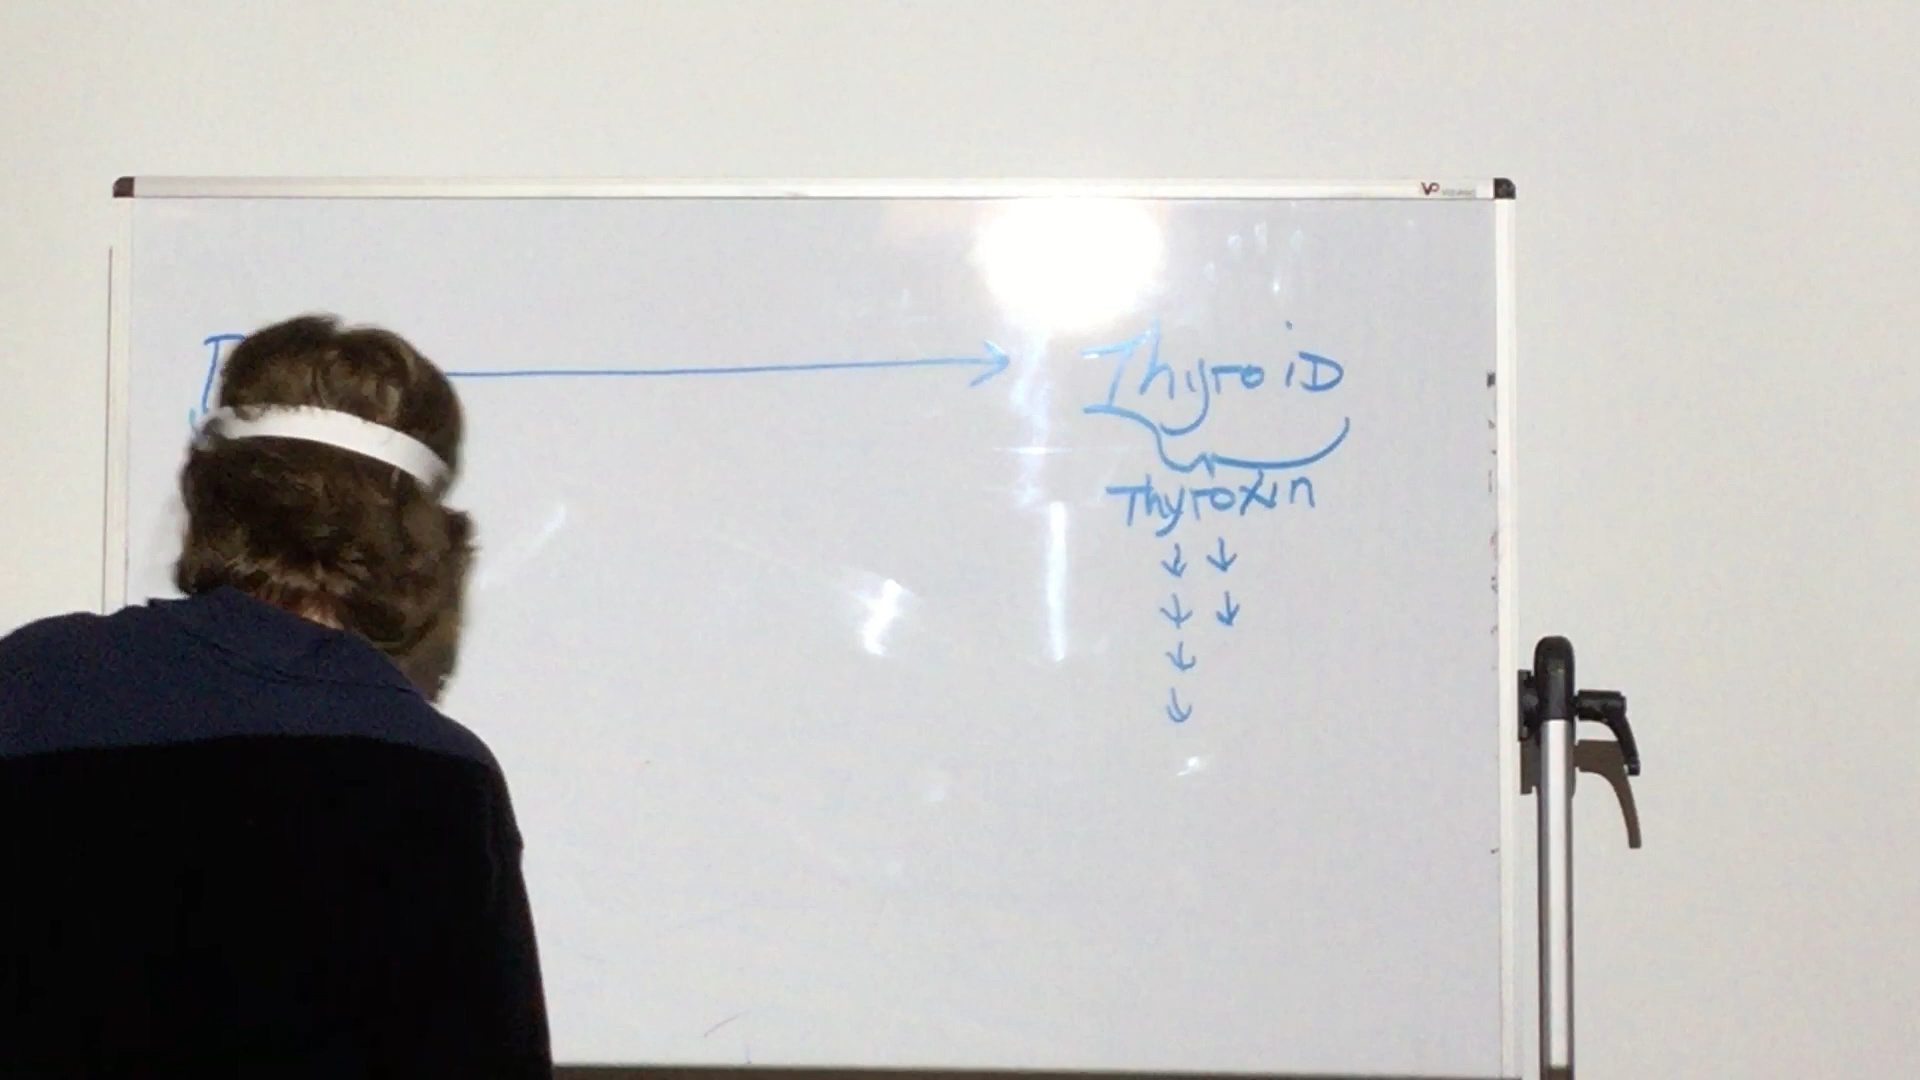 → Thyroid
Thyroxin
↓ ↓
↓ ↓
↓
↓